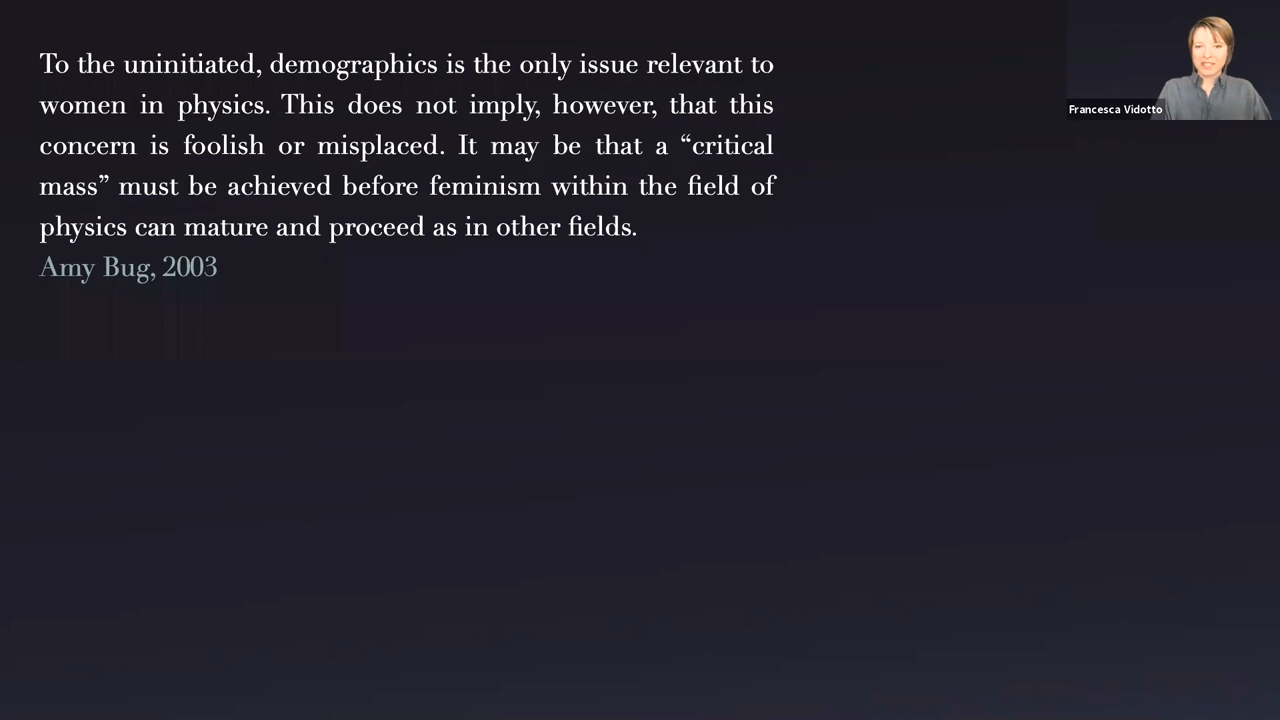 To the uninitiated, demographics is the only issue relevant to
women in physics. This does not imply, however, that this
concern is foolish or misplaced. It may be that a “critical
mass” must be achieved before feminism within the field of
physics can mature and proceed as in other fields.
Amy Bug, 2003
Francesca Vidotto